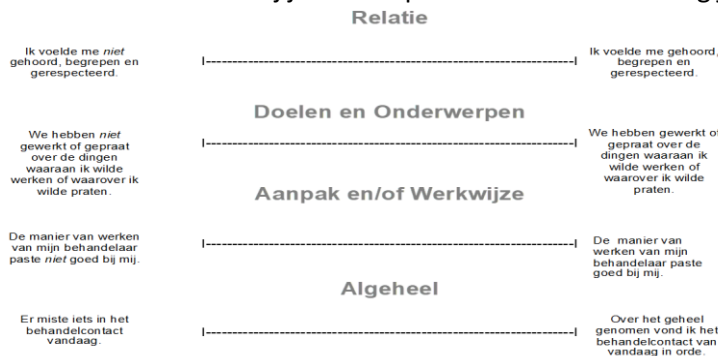 Relatie
Ik voelde me niet
gehoord, begrepen en
gerespecteerd.
I-------------------------------------------------------------------------I
Ik voelde me gehoord,
begrepen en
gerespecteerd.
Doelen en Onderwerpen
We hebben niet
gewerkt of gepraat
over de dingen
waaraan ik wilde
werken of waarover ik
wilde praten.
I-------------------------------------------------------------------------I
We hebben gewerkt of
gepraat over de
dingen waaraan ik
wilde werken of
waarover ik wilde
praten.
Aanpak en/of Werkwijze
De manier van werken
van mijn behandelaar
paste niet goed bij mij.
I-------------------------------------------------------------------------I
De manier van
werken van mijn
behandelaar paste
goed bij mij.
Algeheel
Er miste iets in het
behandelcontact
vandaag.
I-------------------------------------------------------------------------I
Over het geheel
genomen vond ik het
behandelcontact van
vandaag in orde.